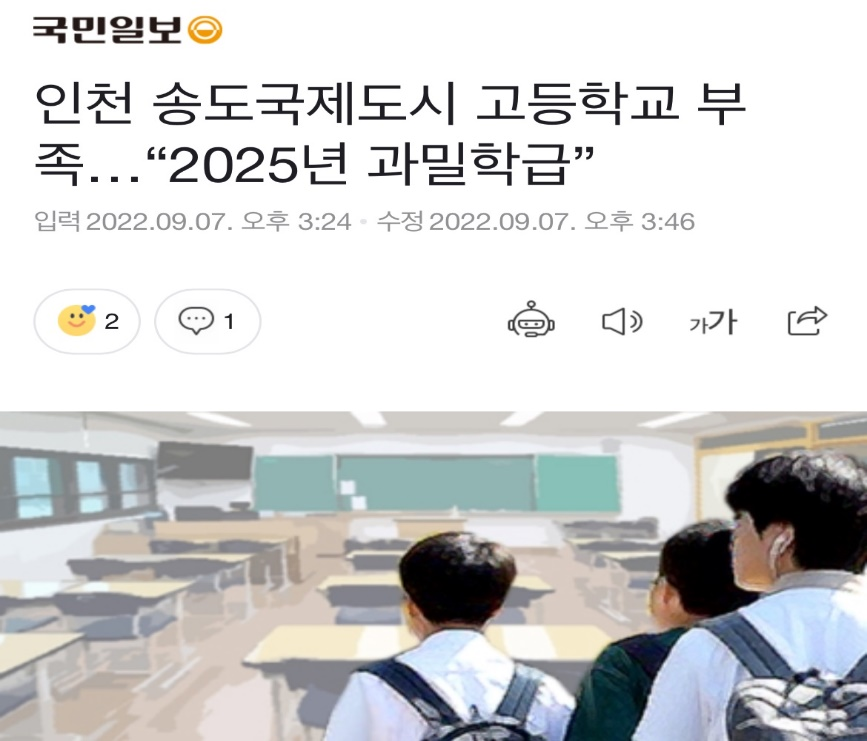 국민일보
인천 송도국제도시 고등학교 부
족…“2025년 과밀학급”
입력 2022.09.07. 오후 3:24 • 수정 2022.09.07. 오후 3:46
2 1 가가